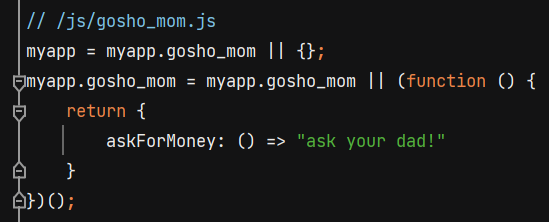 // /js/gosho_mom.js
myapp = myapp.gosho_mom || {};
myapp.gosho_mom = myapp.gosho_mom || (function () {
    return {
        askForMoney: () => "ask your dad!"
    }
})();